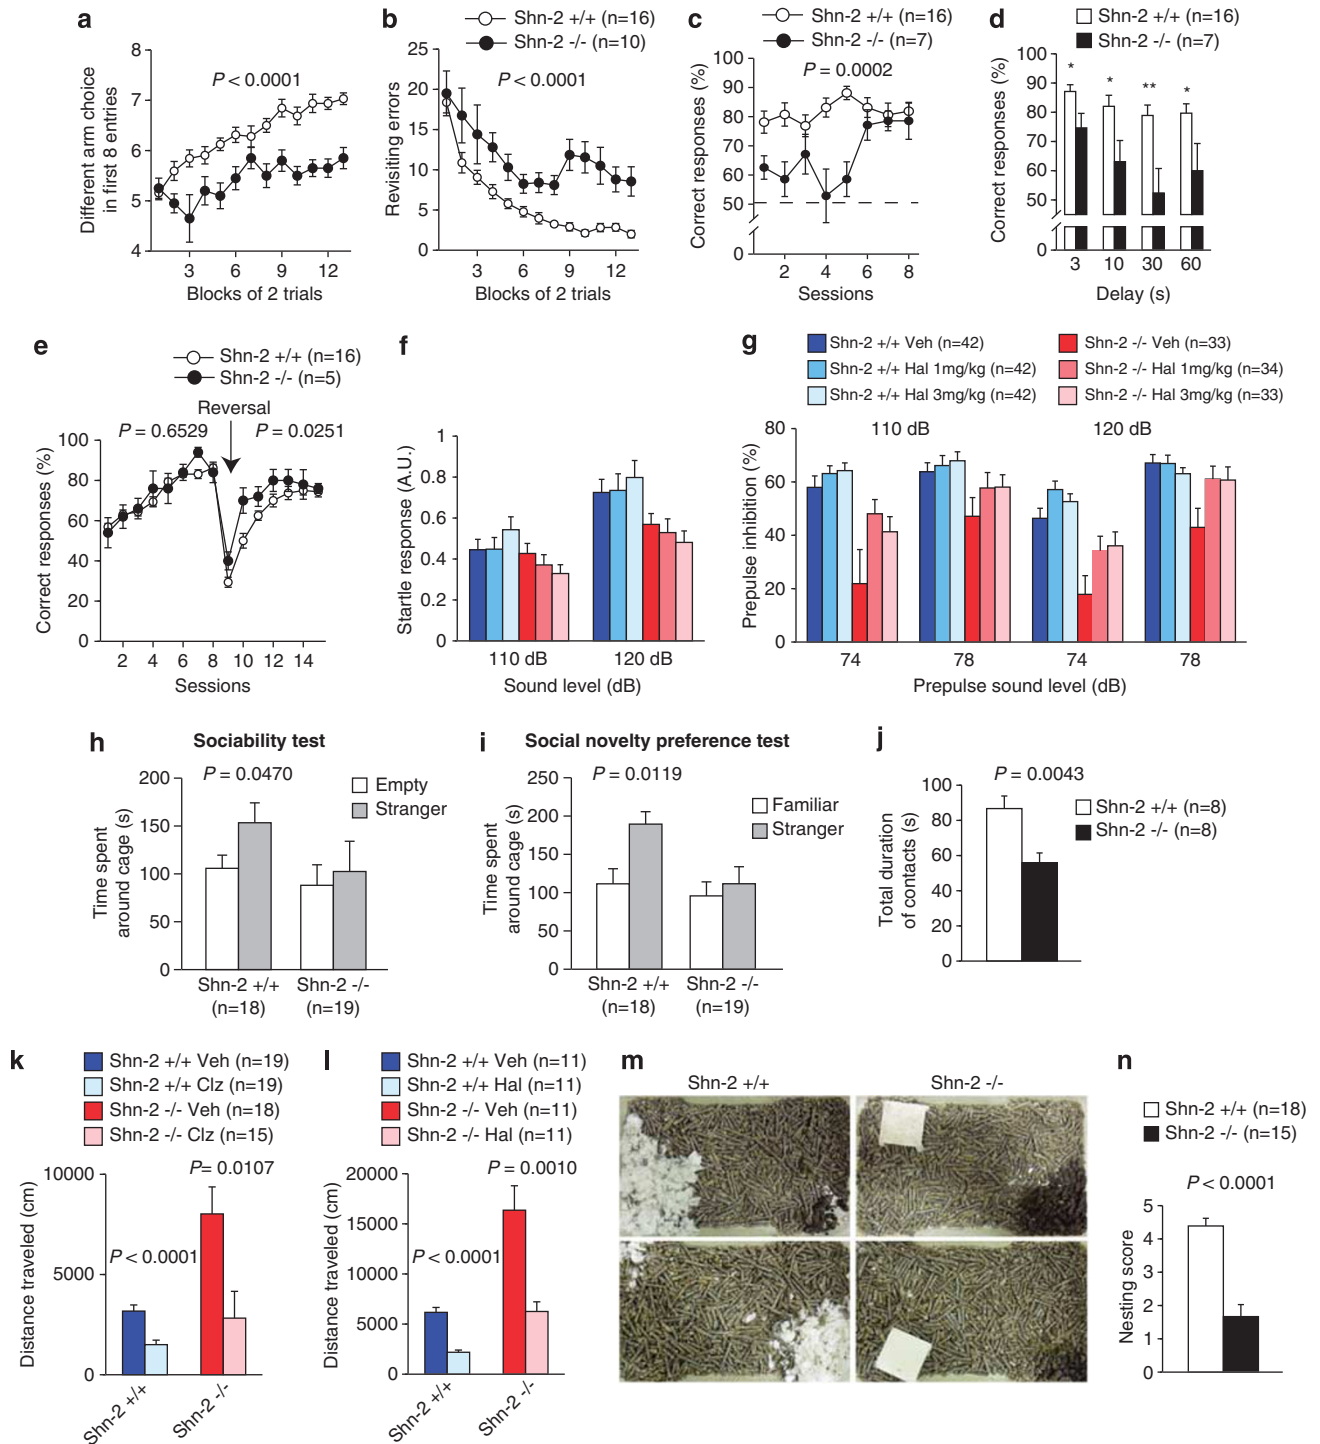 a
P < 0.0001
Different arm choice
in first 8 entries
8
7
6
5
4
3 6 9 12
Blocks of 2 trials
b
Shn-2 +/+ (n=16)
Shn-2 -/- (n=10)
P < 0.0001
Revisiting errors
25
20
15
10
5
0
3 6 9 12
Blocks of 2 trials
c
Shn-2 +/+ (n=16)
Shn-2 -/- (n=7)
P = 0.0002
Correct responses (%)
90
80
70
60
50
0
2 4 6 8
Sessions
d
Shn-2 +/+ (n=16)
Shn-2 -/- (n=7)
Correct responses (%)
100
90
80
70
60
50
0
* * ** *
3 10 30 60
Delay (s)
e
Shn-2 +/+ (n=16)
Shn-2 -/- (n=5)
Reversal
P = 0.6529 P = 0.0251
Correct responses (%)
100
80
60
40
20
0
2 4 6 8 10 12 14
Sessions
f
Startle response (A.U.)
1
0.8
0.6
0.4
0.2
0
110 dB 120 dB
Sound level (dB)
g
Shn-2 +/+ Veh (n=42)
Shn-2 +/+ Hal 1mg/kg (n=42)
Shn-2 +/+ Hal 3mg/kg (n=42)
Shn-2 -/- Veh (n=33)
Shn-2 -/- Hal 1mg/kg (n=34)
Shn-2 -/- Hal 3mg/kg (n=33)
110 dB 120 dB
Prepulse inhibition (%)
80
60
40
20
0
74 78 74 78
Prepulse sound level (dB)
h
Sociability test
P = 0.0470
Empty
Stranger
Time spent
around cage (s)
200
150
100
50
0
Shn-2 +/+ Shn-2 -/-
(n=18) (n=19)
i
Social novelty preference test
P = 0.0119
Familiar
Stranger
Time spent
around cage (s)
250
200
150
100
50
0
Shn-2 +/+ Shn-2 -/-
(n=18) (n=19)
j
P = 0.0043
Shn-2 +/+ (n=8)
Shn-2 -/- (n=8)
Total duration
of contacts (s)
100
80
60
40
20
0
k
Shn-2 +/+ Veh (n=19)
Shn-2 +/+ Clz (n=19)
Shn-2 -/- Veh (n=18)
Shn-2 -/- Clz (n=15)
P= 0.0107
P < 0.0001
Distance traveled (cm)
10000
5000
0
Shn-2 +/+ Shn-2 -/-
l
Shn-2 +/+ Veh (n=11)
Shn-2 +/+ Hal (n=11)
Shn-2 -/- Veh (n=11)
Shn-2 -/- Hal (n=11)
P = 0.0010
P < 0.0001
Distance traveled (cm)
20000
15000
10000
5000
0
Shn-2 +/+ Shn-2 -/-
m
Shn-2 +/+ Shn-2 -/-
n
Shn-2 +/+ (n=18)
Shn-2 -/- (n=15)
P < 0.0001
Nesting score
5
4
3
2
1
0